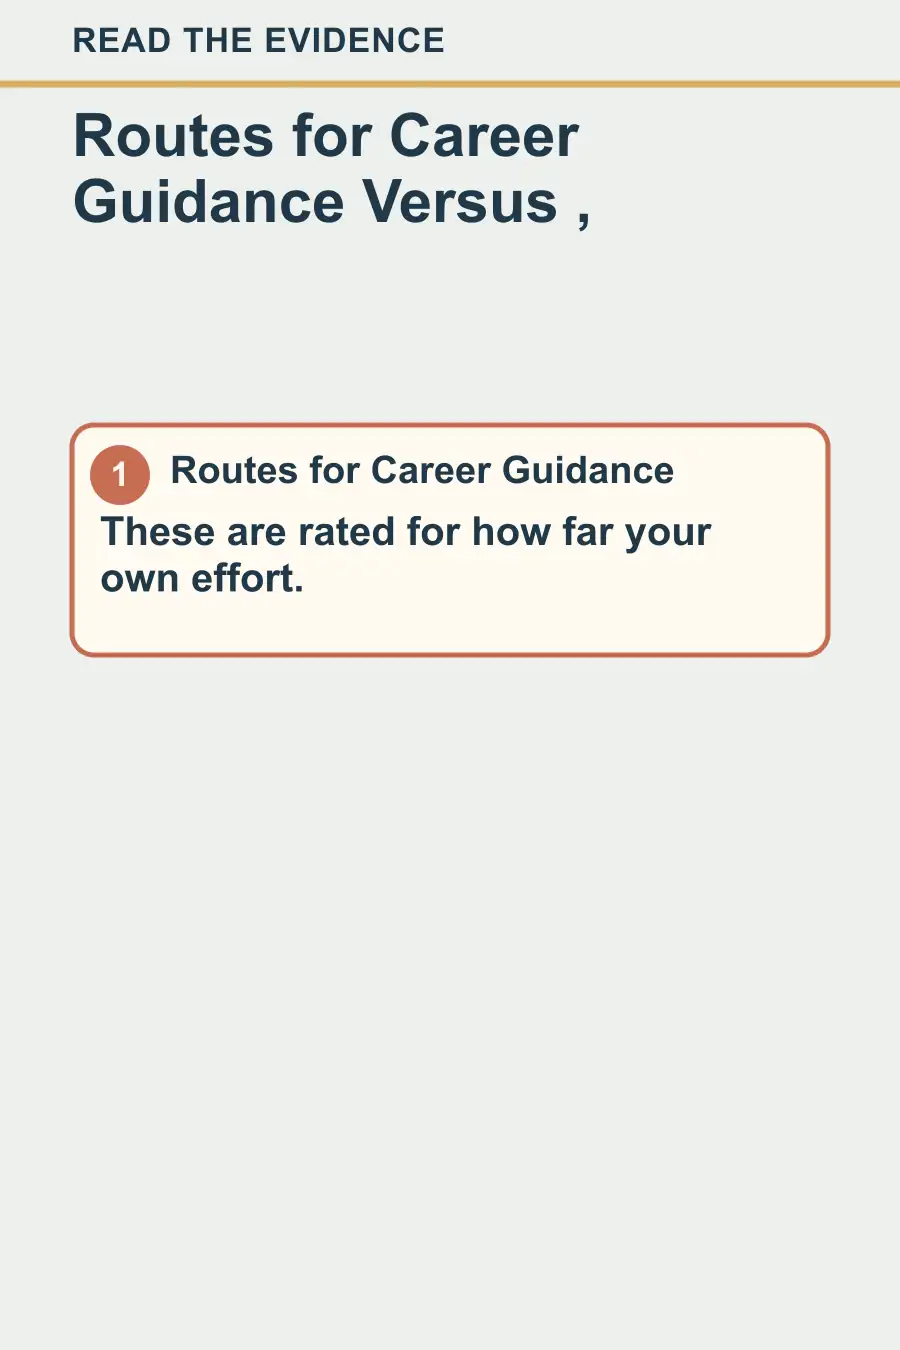 READ THE EVIDENCE
Routes for Career
Guidance Versus ,
1 Routes for Career Guidance
These are rated for how far your
own effort.